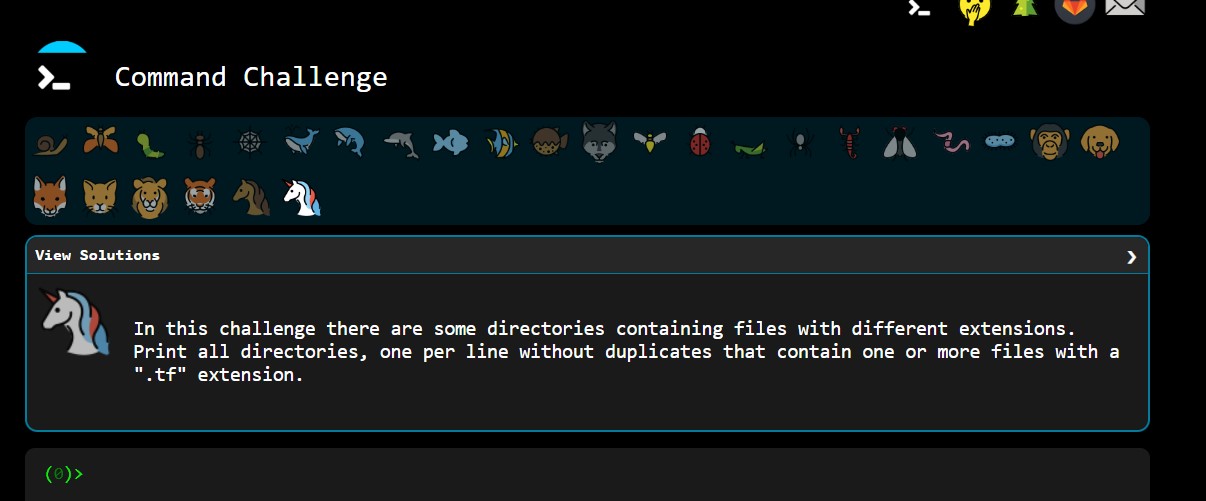 Command Challenge
View Solutions
In this challenge there are some directories containing files with different extensions.
Print all directories, one per line without duplicates that contain one or more files with a
".tf" extension.
(0)>